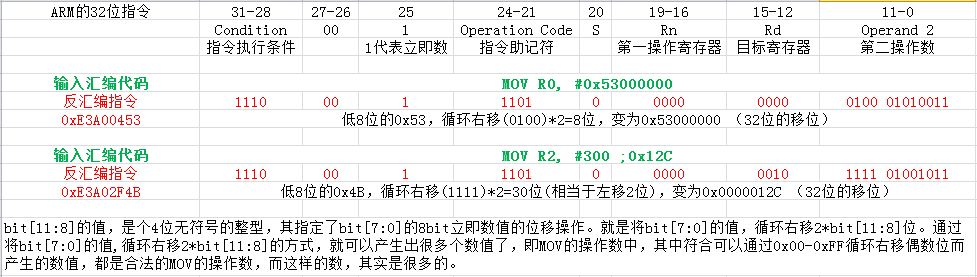 ARM的32位指令 31-28 27-26 25 24-21 20 19-16 15-12 11-0
Condition 00 1 Operation Code S Rn Rd Operand 2
指令执行条件 1代表立即数 指令助记符 第一操作寄存器 目标寄存器 第二操作数
输入汇编代码 MOV R0, #0x53000000
反汇编指令 1110 00 1 1101 0 0000 0000 0100 01010011
0xE3A00453 低8位的0x53，循环右移(0100)*2=8位，变为0x53000000 （32位的移位）
输入汇编代码 MOV R2, #300 ;0x12C
反汇编指令 1110 00 1 1101 0 0000 0010 1111 01001011
0xE3A02F4B 低8位的0x4B，循环右移(1111)*2=30位(相当于左移2位)，变为0x0000012C （32位的移位）
bit[11:8]的值，是个4位无符号的整型，其指定了bit[7:0]的8bit立即数值的位移操作。就是将bit[7:0]的值，循环右移2*bit[11:8]位。通过
将bit[7:0]的值,循环右移2*bit[11:8]的方式，就可以产生出很多个数值了，即MOV的操作数中，其中符合可以通过0x00-0xFF循环右移偶数位而
产生的数值，都是合法的MOV的操作数，而这样的数，其实是很多的。